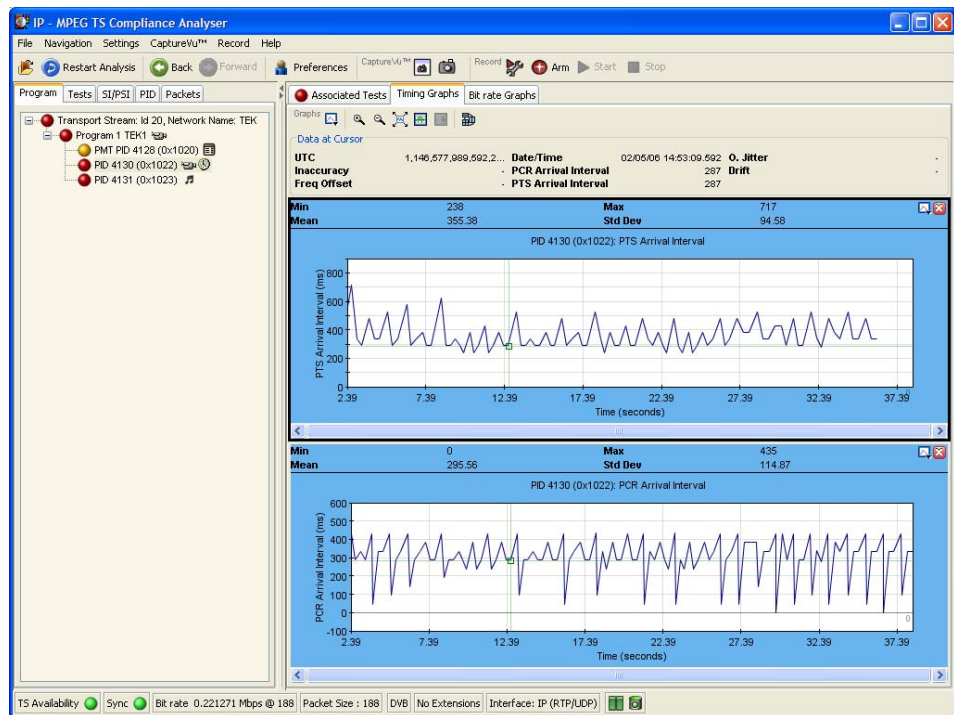 IP - MPEG TS Compliance Analyser
File Navigation Settings CaptureVu™ Record Help
Restart Analysis Back Forward Preferences CaptureVu™ Record Arm Start Stop
Program Tests SI/PSI PID Packets
Associated Tests Timing Graphs Bit rate Graphs
Transport Stream: Id 20, Network Name: TEK
Program 1 TEK1
PMT PID 4128 (0x1020)
PID 4130 (0x1022)
PID 4131 (0x1023)
Graphs
Data at Cursor
UTC 1,146,577,989,592,2... Date/Time 02/05/06 14:53:09.592 O. Jitter -
Inaccuracy - PCR Arrival Interval 287 Drift -
Freq Offset - PTS Arrival Interval 287
Min 238 Max 717
Mean 355.38 Std Dev 94.58
PID 4130 (0x1022): PTS Arrival Interval
PTS Arrival Interval (ms)
800
600
400
200
0
0
2.39 7.39 12.39 17.39 22.39 27.39 32.39 37.39
Time (seconds)
Min 0 Max 435
Mean 295.56 Std Dev 114.87
PID 4130 (0x1022): PCR Arrival Interval
PCR Arrival Interval (ms)
600
500
400
300
200
100
0
0
-100
2.39 7.39 12.39 17.39 22.39 27.39 32.39 37.39
Time (seconds)
TS Availability Sync Bit rate 0.221271 Mbps @ 188 Packet Size : 188 DVB No Extensions Interface: IP (RTP/UDP)